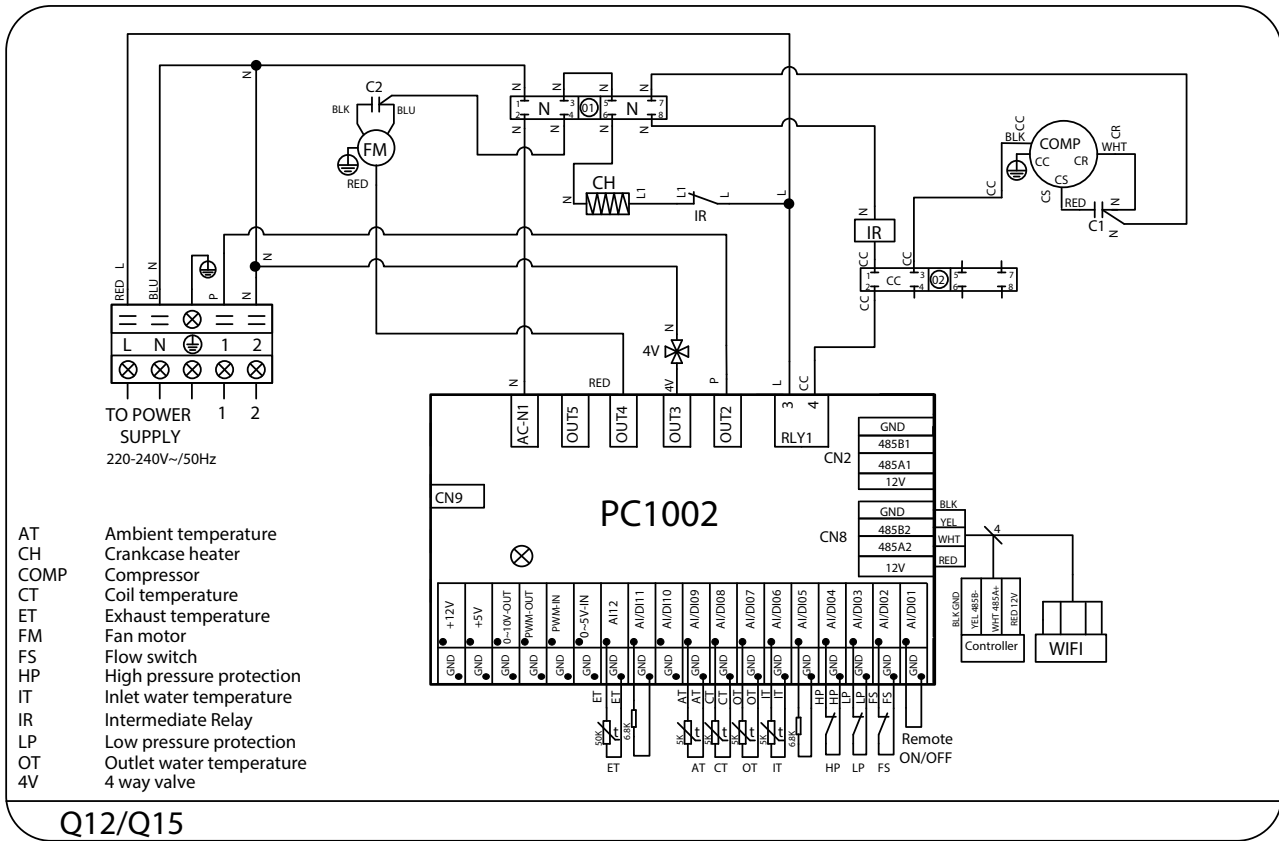 C2
BLK
BLU
FM
RED
N
N
N
N
N
N
N
N
1 2 N 3 4 01 5 6 N 7 8
CH
N
L1
L1
L
IR
L
N
IR
CC
CC
1 2 CC 3 4 02 5 6 7 8
CC
CC
BLK
CC
COMP
CC
CR
CS
CR
WHT
CS
RED
N
C1
N
RED L
BLU N
P
N
N
L N 1 2
TO POWER 1 2
SUPPLY
220-240V~/50Hz
N
4V
N
RED
4V
P
L
CC
AC-N1
OUT5
OUT4
OUT3
OUT2
3 4
RLY1
CN9
PC1002
CN2
GND
485B1
485A1
12V
CN8
GND
485B2
485A2
12V
BLK
YEL
WHT
RED
4
BLK GND
YEL 485B-
WHT 485A+
RED 12V
Controller
WIFI
+12V
+5V
0~10V-OUT
PWM-OUT
PWM-IN
0~5V-IN
AI12
AI/DI11
AI/DI10
AI/DI09
AI/DI08
AI/DI07
AI/DI06
AI/DI05
AI/DI04
AI/DI03
AI/DI02
AI/DI01
GND GND GND GND GND GND GND GND GND GND GND GND GND GND GND GND GND GND
ET ET AT AT CT CT OT OT IT IT HP HP LP LP FS FS
50K t 6.8K 5K t 5K t 5K t 5K t 6.8K
ET AT CT OT IT HP LP FS
Remote
ON/OFF
AT Ambient temperature
CH Crankcase heater
COMP Compressor
CT Coil temperature
ET Exhaust temperature
FM Fan motor
FS Flow switch
HP High pressure protection
IT Inlet water temperature
IR Intermediate Relay
LP Low pressure protection
OT Outlet water temperature
4V 4 way valve
Q12/Q15